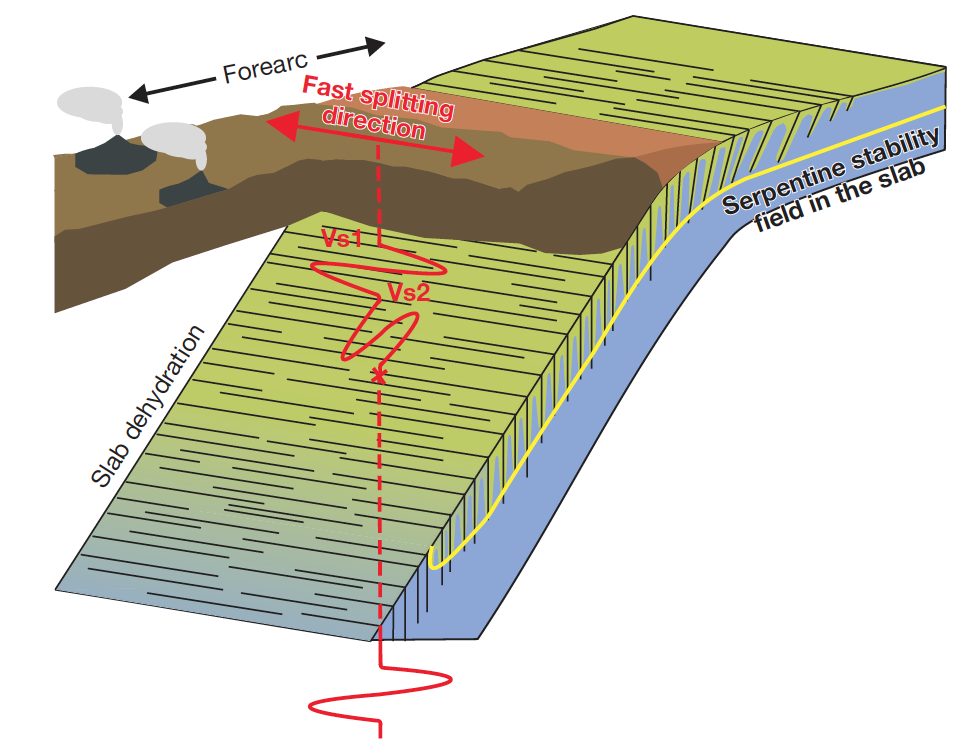 Forearc
Fast splitting
direction
Serpentine stability
field in the slab
Vs1
Vs2
Slab dehydration